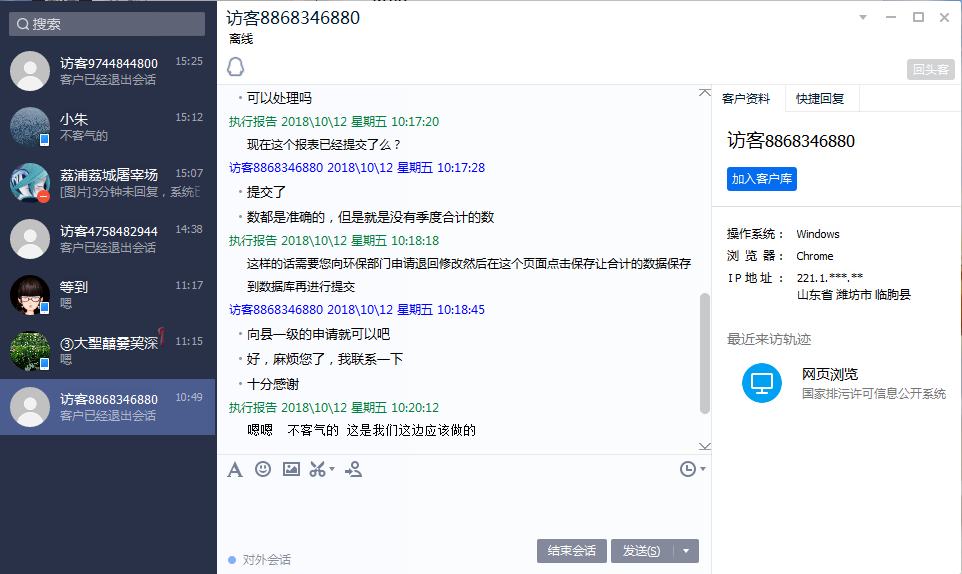 搜索
访客9744844800 15:25
客户已经退出会话
小朱 15:12
不客气的
荔浦荔城屠宰场 15:07
[图片]3分钟未回复，系统
访客4758482944 14:38
客户已经退出会话
等到 11:17
嗯
11:15
嗯
访客8868346880 10:49
客户已经退出会话
访客8868346880
离线
回头客
· 可以处理吗
执行报告 2018\10\12 星期五 10:17:20
现在这个报表已经提交了么？
访客8868346880 2018\10\12 星期五 10:17:28
· 提交了
· 数都是准确的，但是就是没有季度合计的数
执行报告 2018\10\12 星期五 10:18:18
这样的话需要您向环保部门申请退回修改然后在这个页面点击保存让合计的数据保存
到数据库再进行提交
访客8868346880 2018\10\12 星期五 10:18:45
· 向县一级的申请就可以吧
· 好，麻烦您了，我联系一下
· 十分感谢
执行报告 2018\10\12 星期五 10:20:12
嗯嗯 不客气的 这是我们这边应该做的
对外会话
结束会话 发送(S)
客户资料 快捷回复
访客8868346880
加入客户库
操作系统： Windows
浏 览 器： Chrome
I P 地 址 ： 221.1.***.**
山东省 潍坊市 临朐县
最近来访轨迹
网页浏览
国家排污许可信息公开系统